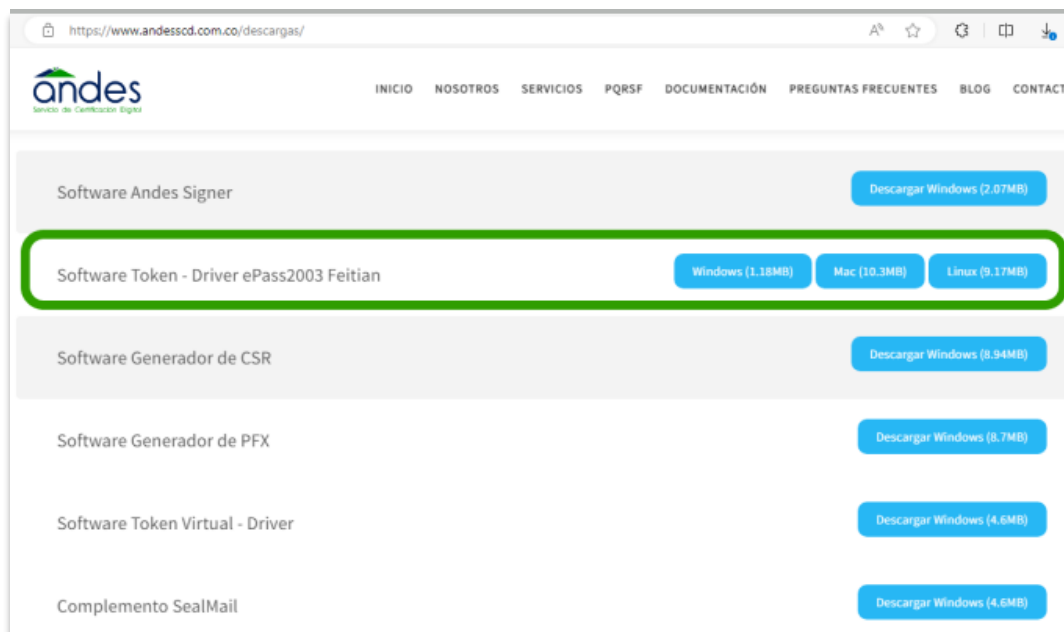 https://www.andesscd.com.co/descargas/
andes
Servicio de Certificación Digital
INICIO NOSOTROS SERVICIOS PQRSF DOCUMENTACIÓN PREGUNTAS FRECUENTES BLOG CONTACT
Software Andes Signer Descargar Windows (2.07MB)
Software Token - Driver ePass2003 Feitian Windows (1.18MB) Mac (10.3MB) Linux (9.17MB)
Software Generador de CSR Descargar Windows (8.94MB)
Software Generador de PFX Descargar Windows (8.7MB)
Software Token Virtual - Driver Descargar Windows (4.6MB)
Complemento SealMail Descargar Windows (4.6MB)